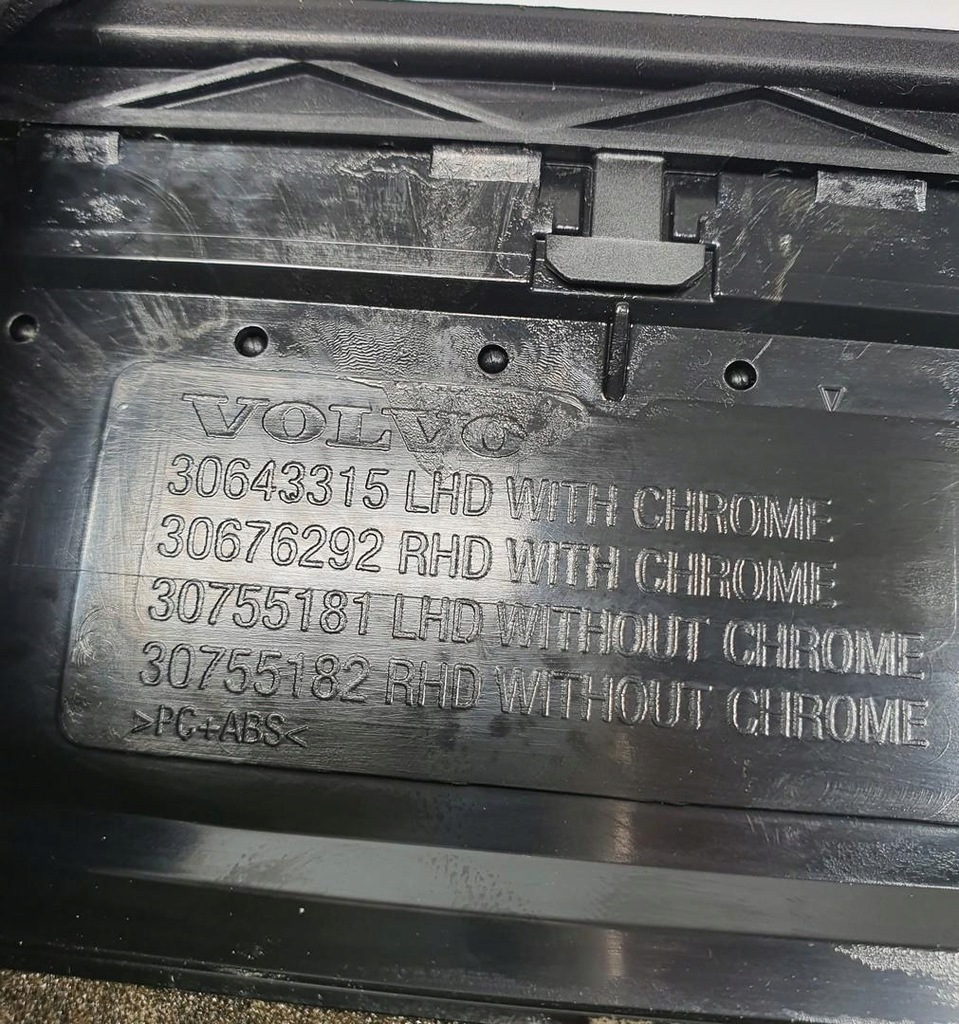 VOLVO
30643315 LHD WITH CHROME
30676292 RHD WITH CHROME
30755181 LHD WITHOUT CHROME
30755182 RHD WITHOUT CHROME
>PC+ABS<